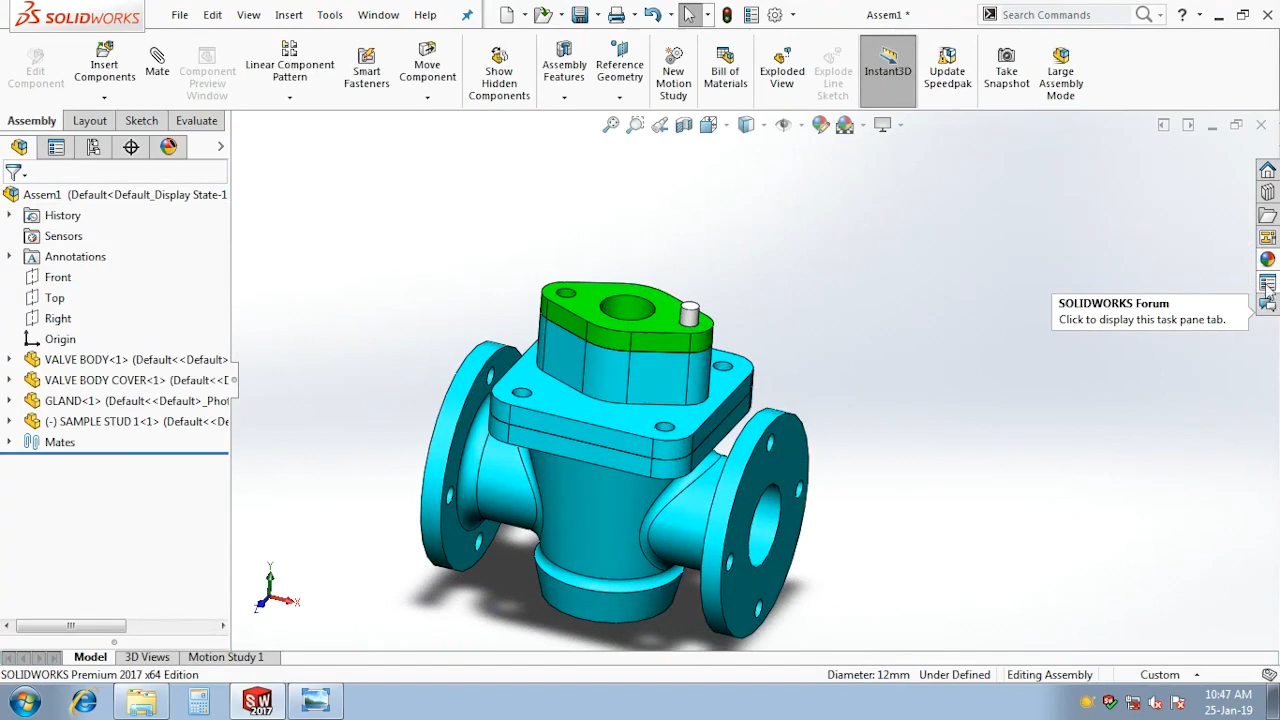 SOLIDWORKS File Edit View Insert Tools Window Help Assem1 * Search Commands ?
Edit Component
Insert Components
Mate
Component Preview Window
Linear Component Pattern
Smart Fasteners
Move Component
Show Hidden Components
Assembly Features
Reference Geometry
New Motion Study
Bill of Materials
Exploded View
Explode Line Sketch
Instant3D
Update Speedpak
Take Snapshot
Large Assembly Mode
Assembly Layout Sketch Evaluate
Assem1 (Default<Default_Display State-1
History
Sensors
Annotations
Front
Top
Right
Origin
VALVE BODY<1> (Default<<Default>
VALVE BODY COVER<1> (Default<<D
GLAND<1> (Default<<Default>_Phot
(-) SAMPLE STUD 1<1> (Default<<De
Mates
SOLIDWORKS Forum
Click to display this task pane tab.
Y
X
Z
Model 3D Views Motion Study 1
SOLIDWORKS Premium 2017 x64 Edition Diameter: 12mm Under Defined Editing Assembly Custom
SW
2017
10:47 AM
25-Jan-19